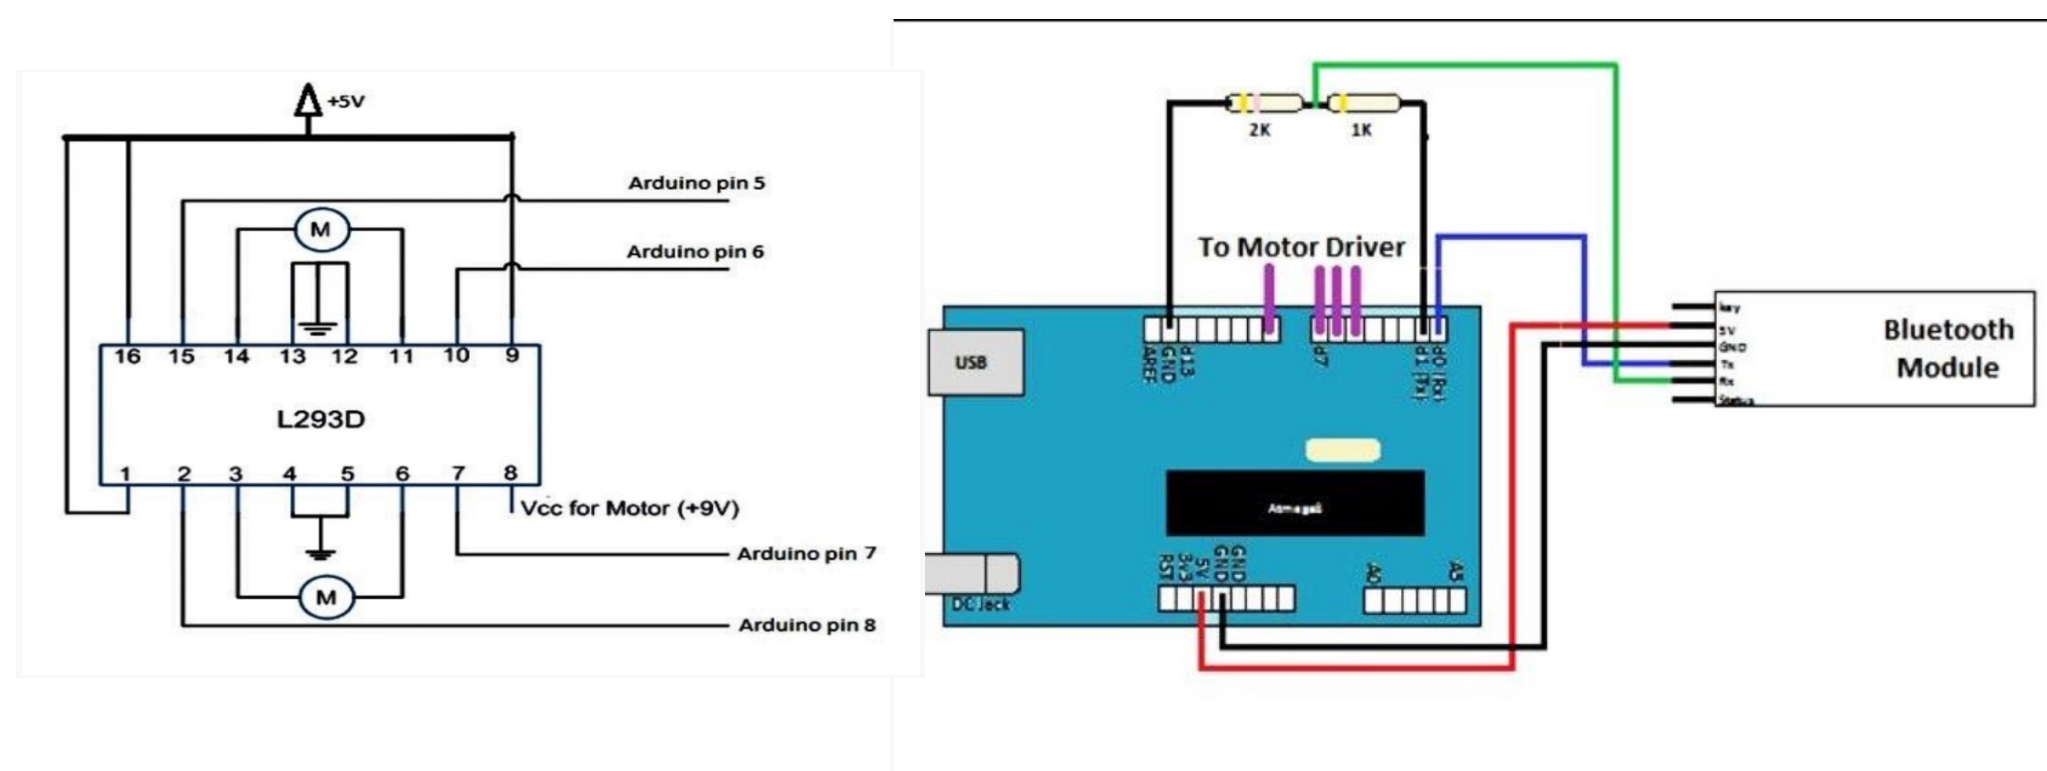 +5V
Arduino pin 5
M
Arduino pin 6
16 15 14 13 12 11 10 9
L293D
1 2 3 4 5 6 7 8
Vcc for Motor (+9V)
Arduino pin 7
M
Arduino pin 8
2K 1K
To Motor Driver
USB
AREF
GND
d13
d7
d1 (Tx)
d0 (Rx)
Atmega8
RST
3v3
5V
GND
GND
A0
A5
DC Jack
key
5V
GND
Tx
Rx
Status
Bluetooth
Module